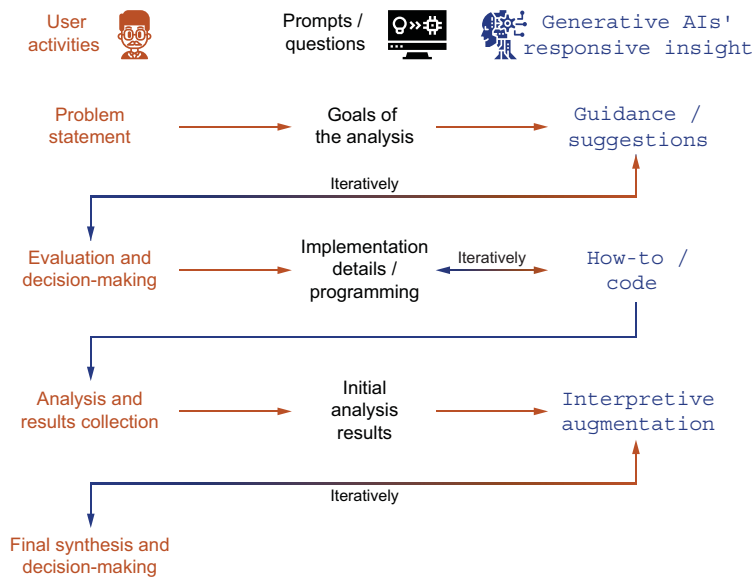 User
activities
Prompts /
questions
Generative AIs'
responsive insight
Problem
statement
Goals of
the analysis
Guidance /
suggestions
Iteratively
Evaluation and
decision-making
Implementation
details /
programming
Iteratively
How-to /
code
Analysis and
results collection
Initial
analysis
results
Interpretive
augmentation
Iteratively
Final synthesis and
decision-making